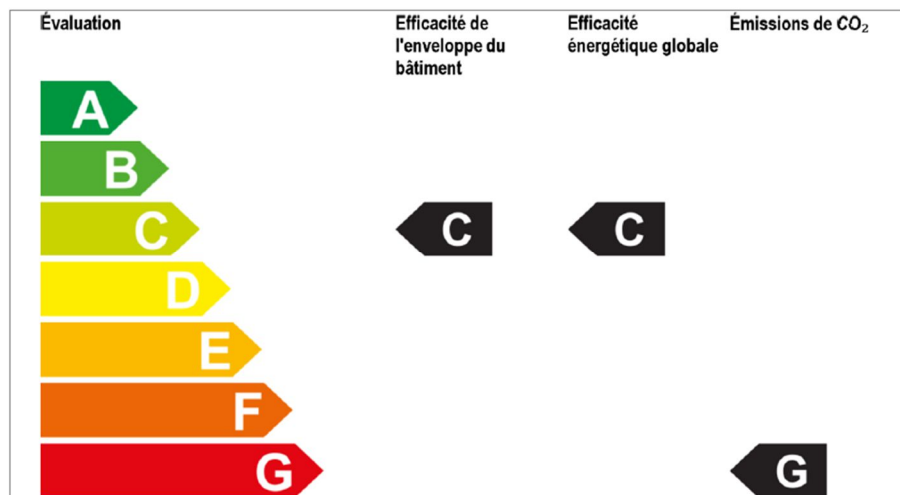 Évaluation
Efficacité de
l'enveloppe du
bâtiment
Efficacité
énergétique globale
Émissions de CO₂
A
B
C
C
C
D
E
F
G
G